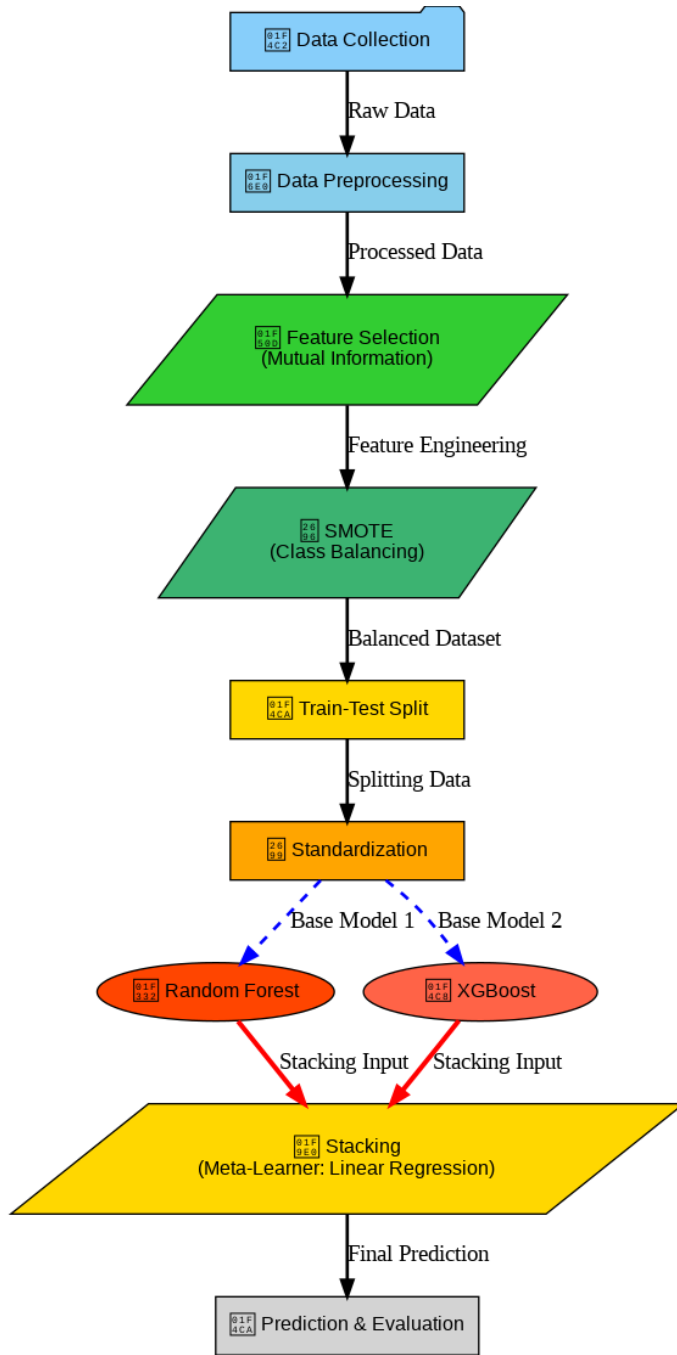 Data Collection
Raw Data
Data Preprocessing
Processed Data
Feature Selection
(Mutual Information)
Feature Engineering
SMOTE
(Class Balancing)
Balanced Dataset
Train-Test Split
Splitting Data
Standardization
Base Model 1
Base Model 2
Random Forest
XGBoost
Stacking Input
Stacking Input
Stacking
(Meta-Learner: Linear Regression)
Final Prediction
Prediction & Evaluation